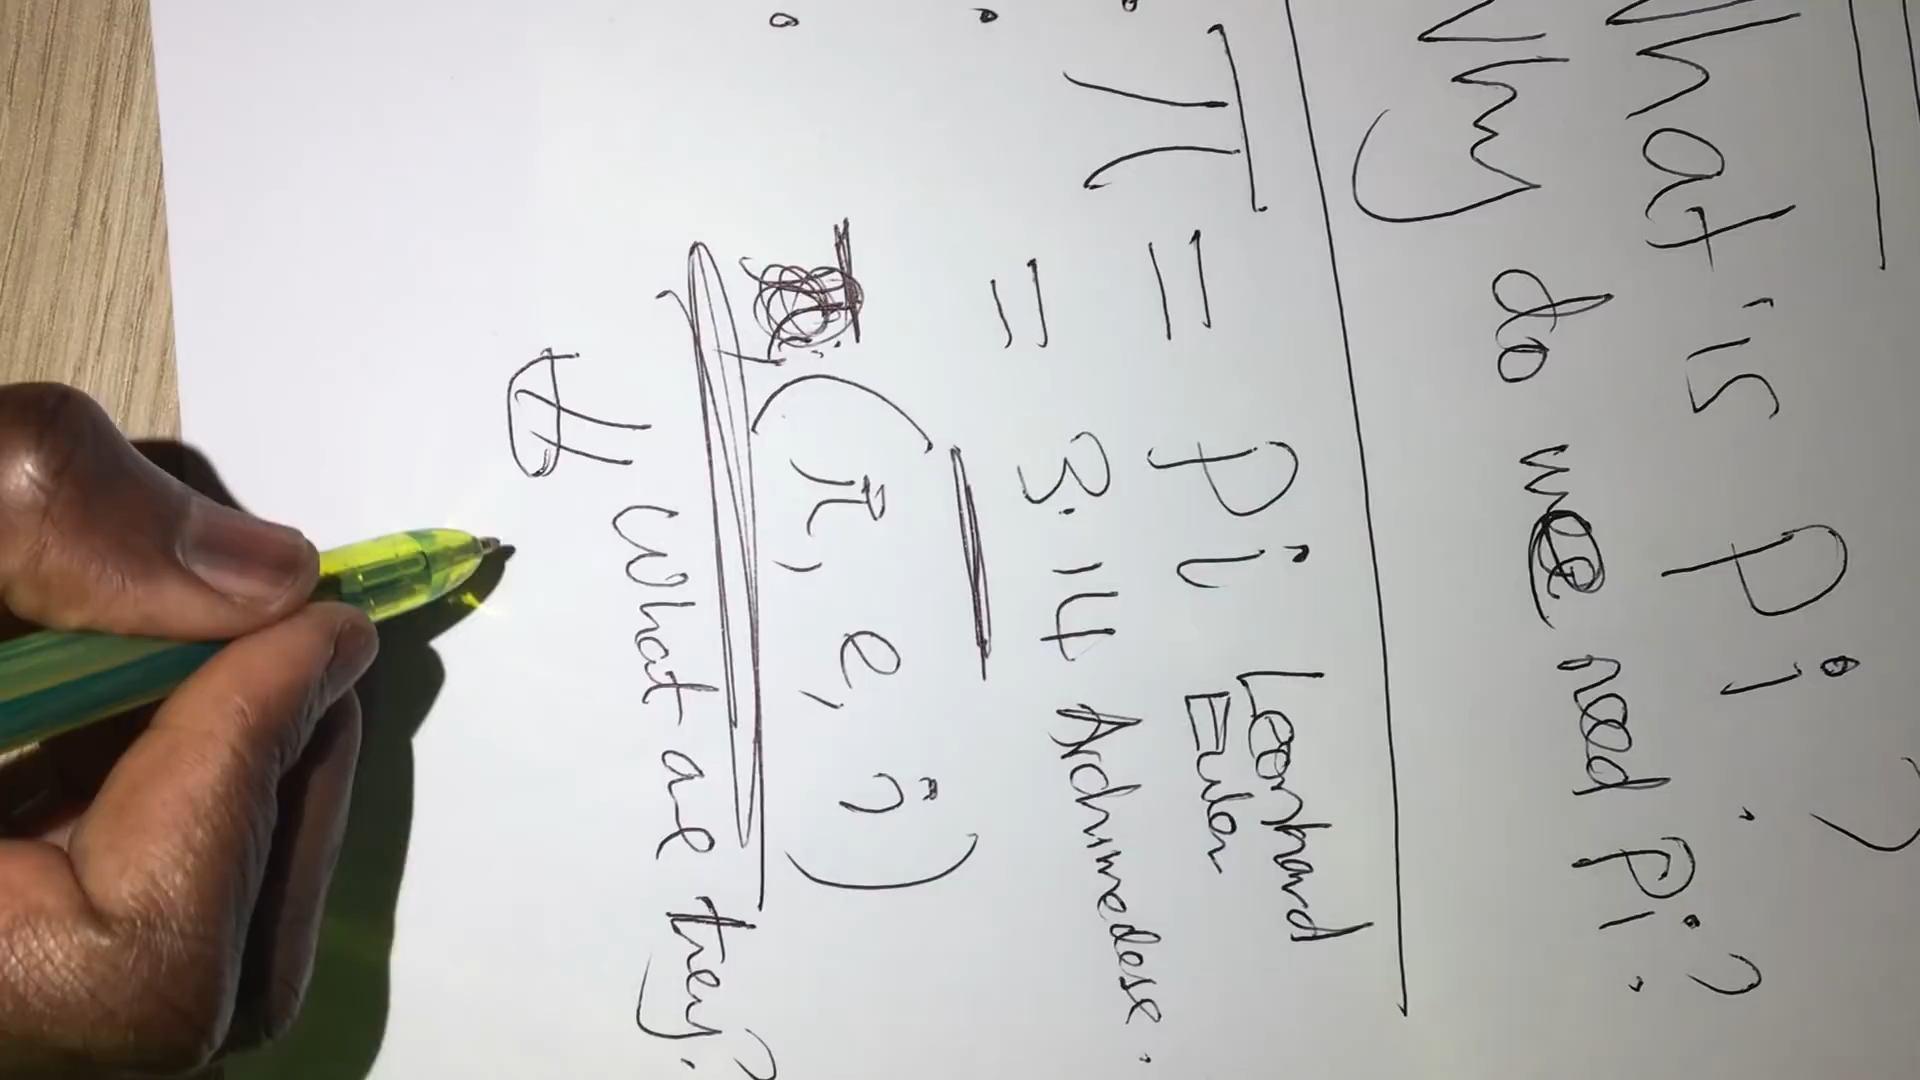 What is Pi?
Why do we need Pi?
π = Pi Leonhard
Euler
= 3.14 Archimedese.
(π, e, i)
What are they?